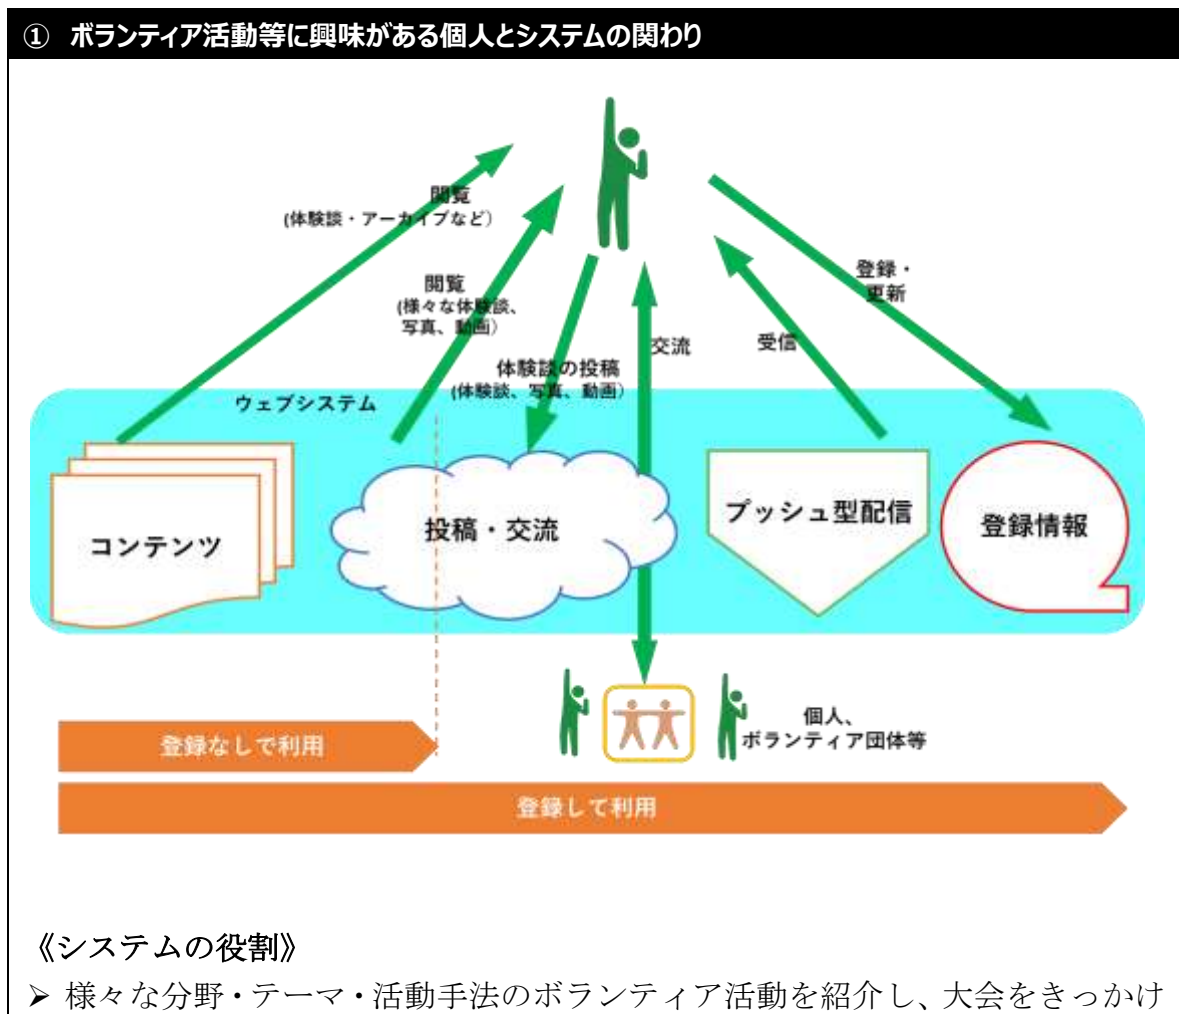 ① ボランティア活動等に興味がある個人とシステムの関わり
閲覧
(体験談・アーカイブなど)
閲覧
(様々な体験談、
写真、動画)
体験談の投稿
(体験談、写真、動画)
交流
受信
登録・
更新
ウェブシステム
コンテンツ
投稿・交流
プッシュ型配信
登録情報
個人、
ボランティア団体等
登録なしで利用
登録して利用
《システムの役割》
➢ 様々な分野・テーマ・活動手法のボランティア活動を紹介し、大会をきっかけ